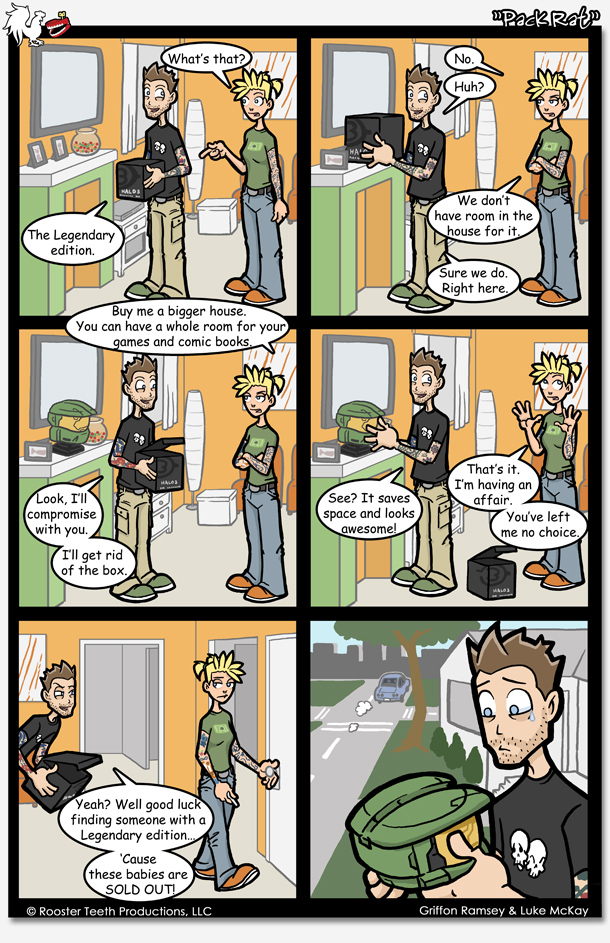 "Pack Rat"
What's that?
HALO3
The Legendary
edition.
No.
Huh?
We don't
have room in the
house for it.
Sure we do.
Right here.
Buy me a bigger house.
You can have a whole room for your
games and comic books.
HALO3
Look, I'll
compromise
with you.
I'll get rid
of the box.
See? It saves
space and looks
awesome!
That's it.
I'm having an
affair.
You've left
me no choice.
HALO3
Yeah? Well good luck
finding someone with a
Legendary edition...
'Cause
these babies are
SOLD OUT!
© Rooster Teeth Productions, LLC
Griffon Ramsey & Luke McKay